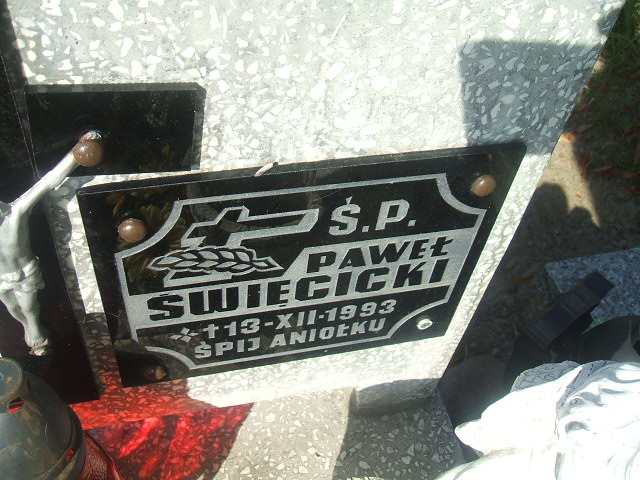 Ś.P.
PAWEŁ
ŚWIĘCICKI
✲ † 13-XII-1993
ŚPIJ ANIOŁKU